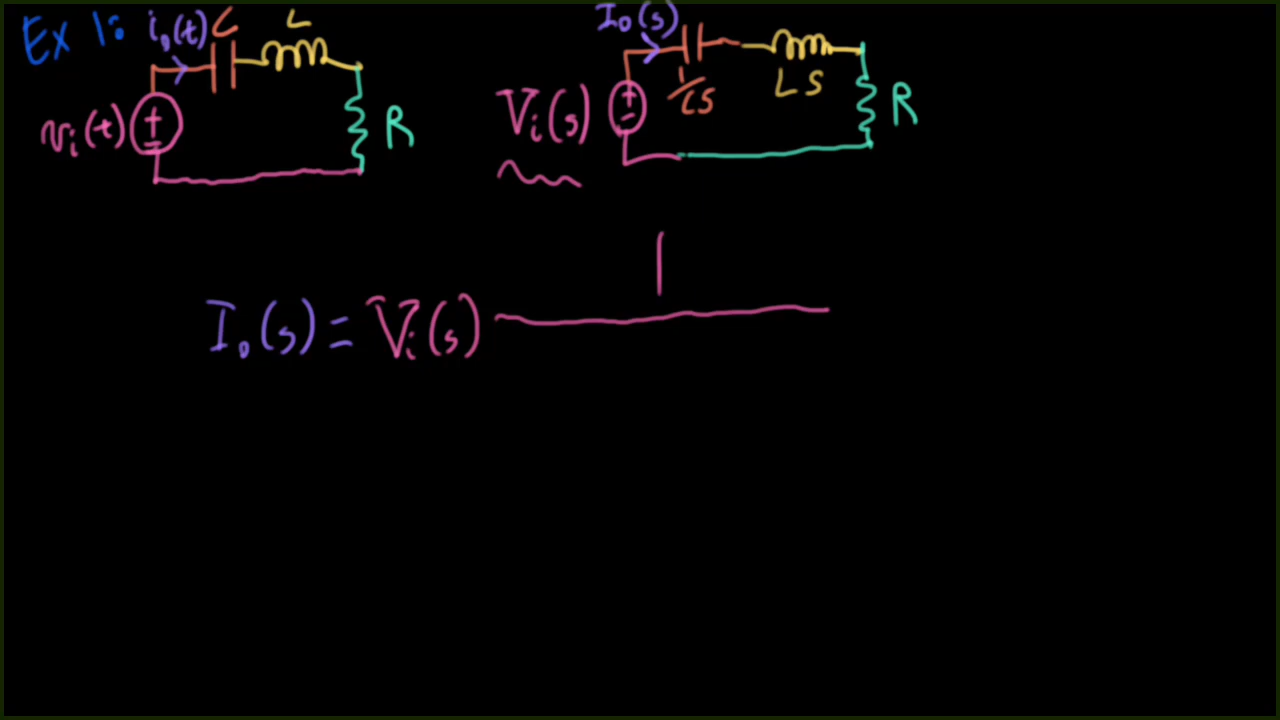 Ex 1: i₀(t) C L
vᵢ(t) + − R
I₀(s)
Vᵢ(s) + − 1/CS LS R
I₀(s) = Vᵢ(s) 1/